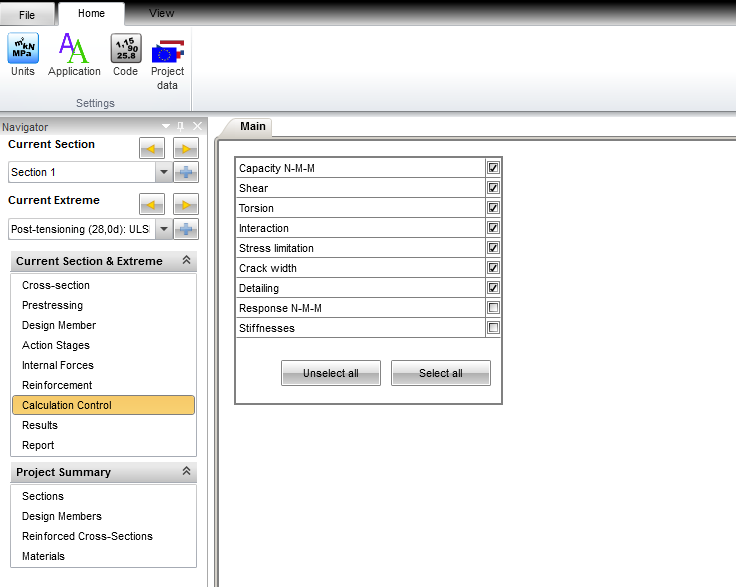 File
Home
View
m²kN
MPa
1,15
90
25.8
Units
Application
Code
Project
data
Settings
Navigator
Main
Current Section
Section 1
Current Extreme
Post-tensioning (28,0d): ULS
Current Section & Extreme
Cross-section
Prestressing
Design Member
Action Stages
Internal Forces
Reinforcement
Calculation Control
Results
Report
Project Summary
Sections
Design Members
Reinforced Cross-Sections
Materials
Capacity N-M-M
Shear
Torsion
Interaction
Stress limitation
Crack width
Detailing
Response N-M-M
Stiffnesses
Unselect all
Select all